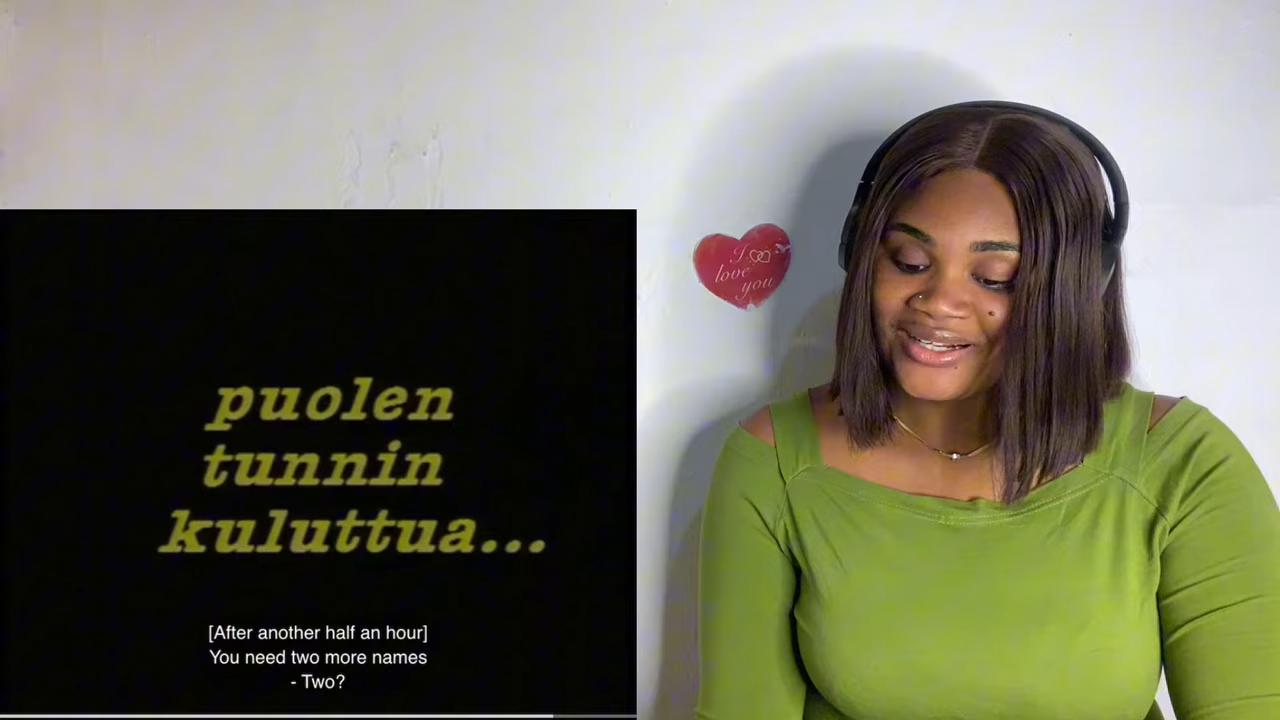 I
love
you
puolen
tunnin
kuluttua...
[After another half an hour]
You need two more names
- Two?